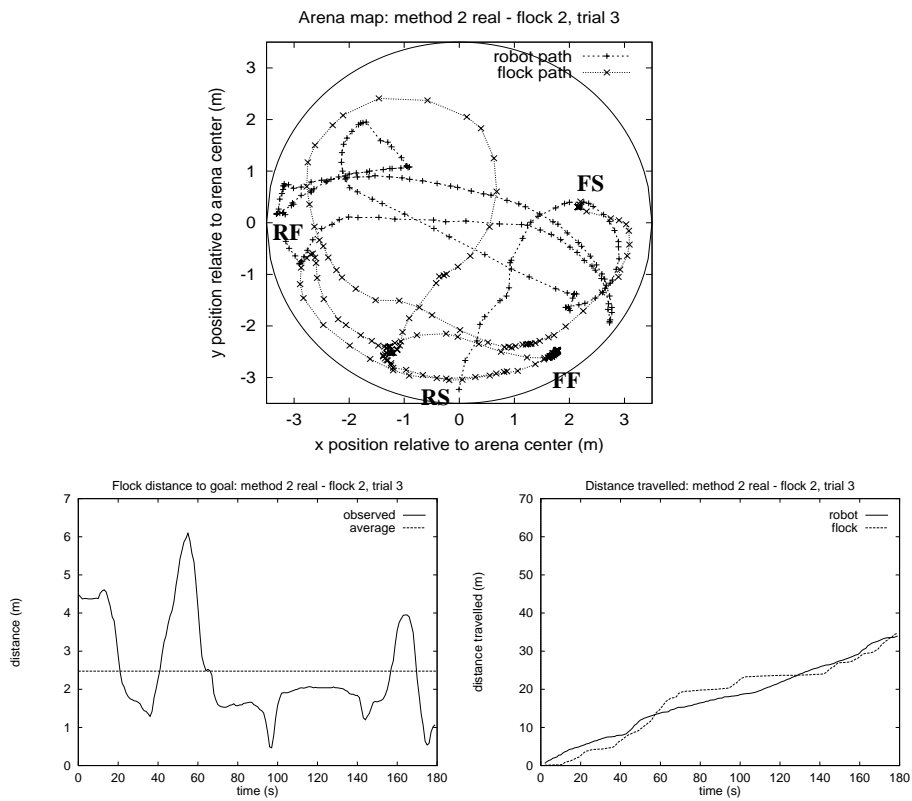 Arena map: method 2 real - flock 2, trial 3
robot path
flock path
y position relative to arena center (m)
3
2
1
0
-1
-2
-3
FS
RF
FF
RS
-3 -2 -1 0 1 2 3
x position relative to arena center (m)
Flock distance to goal: method 2 real - flock 2, trial 3
observed
average
distance (m)
7
6
5
4
3
2
1
0
0 20 40 60 80 100 120 140 160 180
time (s)
Distance travelled: method 2 real - flock 2, trial 3
robot
flock
distance travelled (m)
70
60
50
40
30
20
10
0
0 20 40 60 80 100 120 140 160 180
time (s)